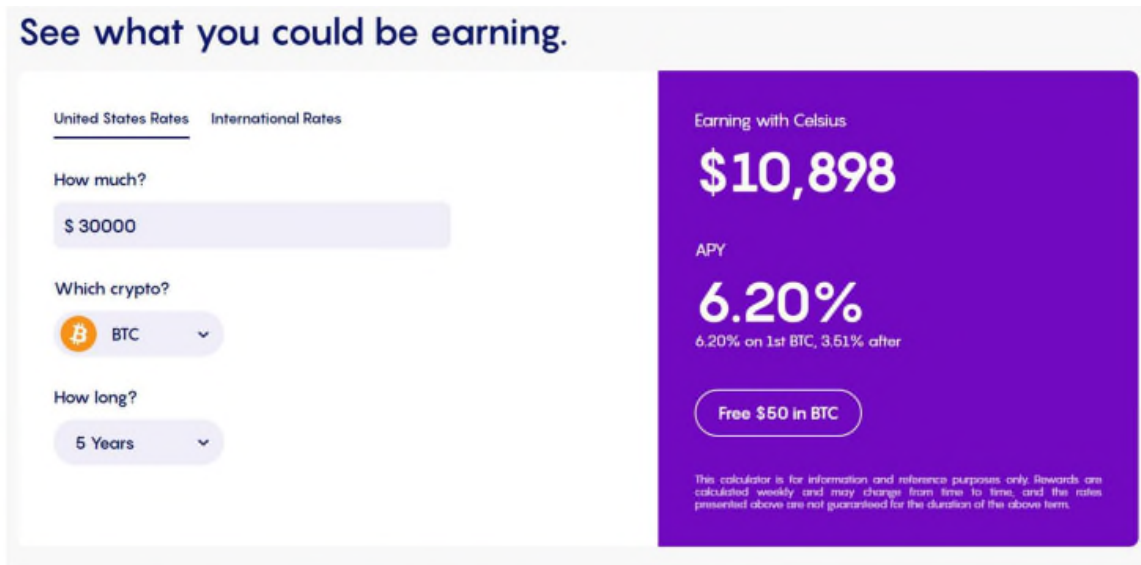 See what you could be earning.
United States Rates International Rates
How much?
$ 30000
Which crypto?
BTC
How long?
5 Years
Earning with Celsius
$10,898
APY
6.20%
6.20% on 1st BTC, 3.51% after
Free $50 in BTC
This calculator is for information and reference purposes only. Rewards are
calculated weekly and may change from time to time, and the rates
presented above are not guaranteed for the duration of the above term.